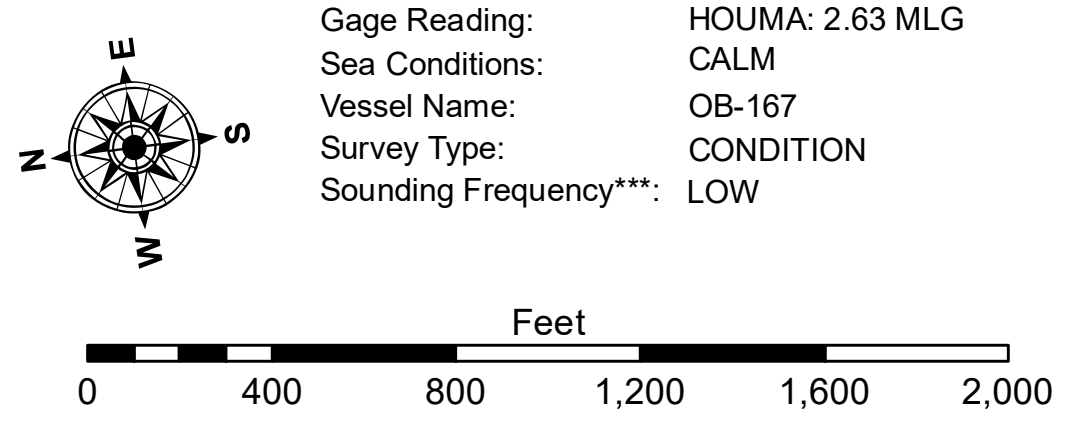 E
N
S
W
Gage Reading: HOUMA: 2.63 MLG
Sea Conditions: CALM
Vessel Name: OB-167
Survey Type: CONDITION
Sounding Frequency***: LOW
Feet
0 400 800 1,200 1,600 2,000